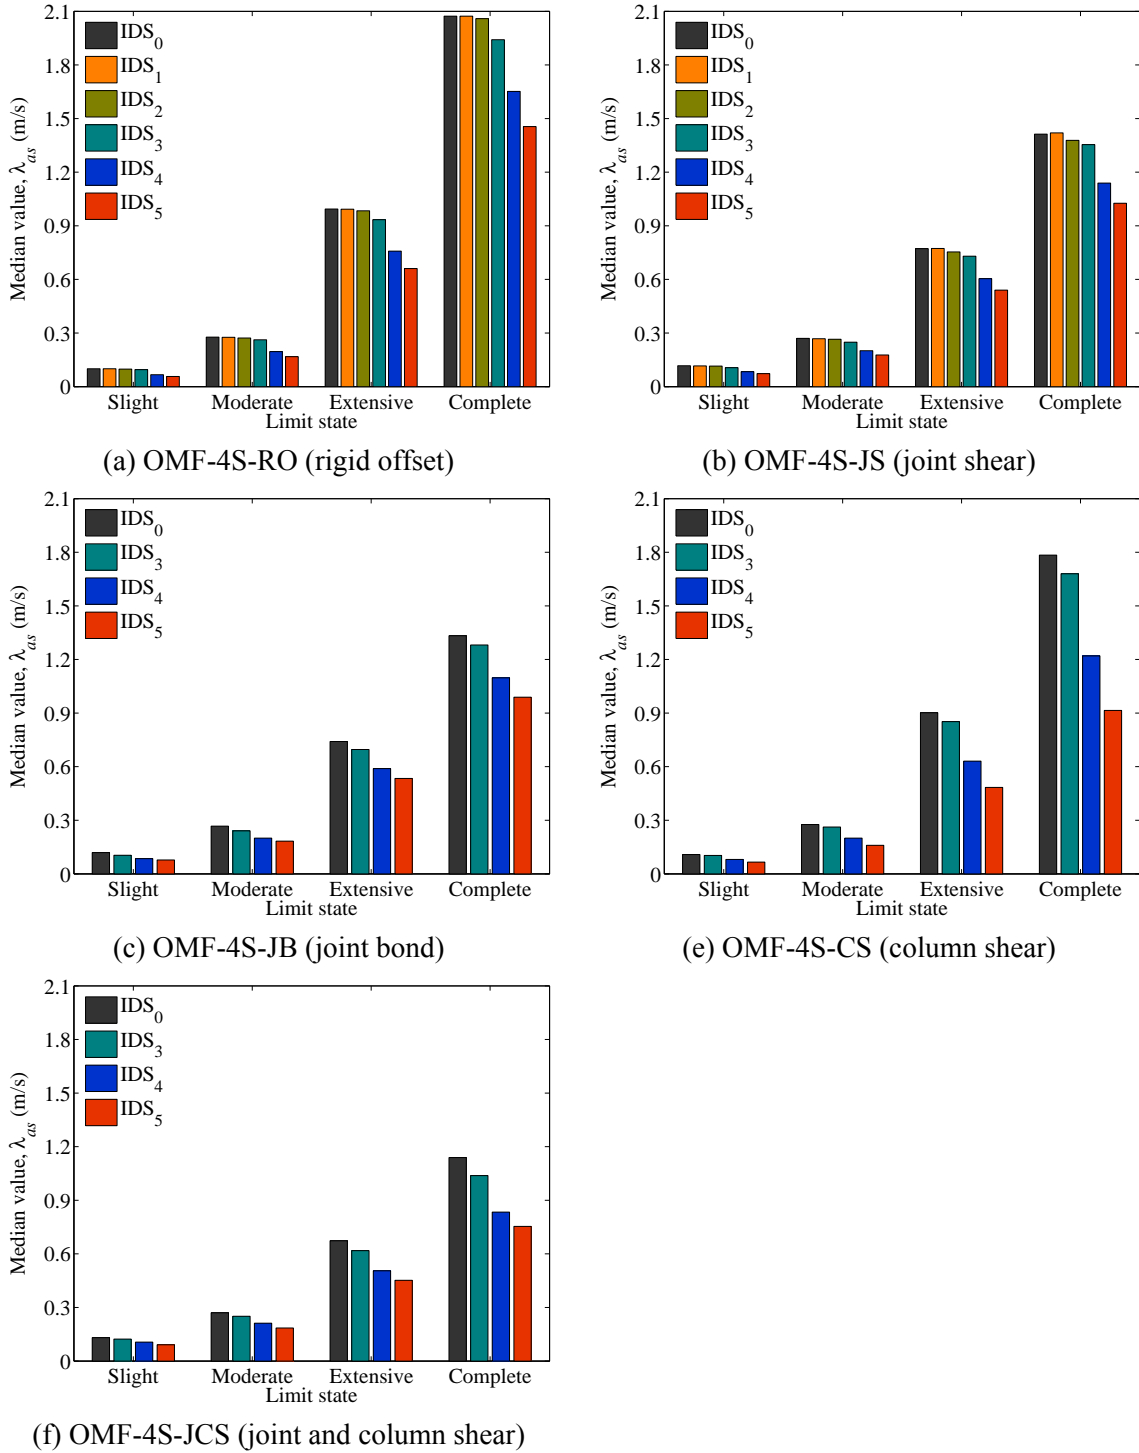 2.1
1.8
1.5
1.2
0.9
0.6
0.3
0
Median value, λas (m/s)
IDS0
IDS1
IDS2
IDS3
IDS4
IDS5
Slight Moderate Extensive Complete
Limit state
(a) OMF-4S-RO (rigid offset)
2.1
1.8
1.5
1.2
0.9
0.6
0.3
0
Median value, λas (m/s)
IDS0
IDS1
IDS2
IDS3
IDS4
IDS5
Slight Moderate Extensive Complete
Limit state
(b) OMF-4S-JS (joint shear)
2.1
1.8
1.5
1.2
0.9
0.6
0.3
0
Median value, λas (m/s)
IDS0
IDS3
IDS4
IDS5
Slight Moderate Extensive Complete
Limit state
(c) OMF-4S-JB (joint bond)
2.1
1.8
1.5
1.2
0.9
0.6
0.3
0
Median value, λas (m/s)
IDS0
IDS3
IDS4
IDS5
Slight Moderate Extensive Complete
Limit state
(e) OMF-4S-CS (column shear)
2.1
1.8
1.5
1.2
0.9
0.6
0.3
0
Median value, λas (m/s)
IDS0
IDS3
IDS4
IDS5
Slight Moderate Extensive Complete
Limit state
(f) OMF-4S-JCS (joint and column shear)